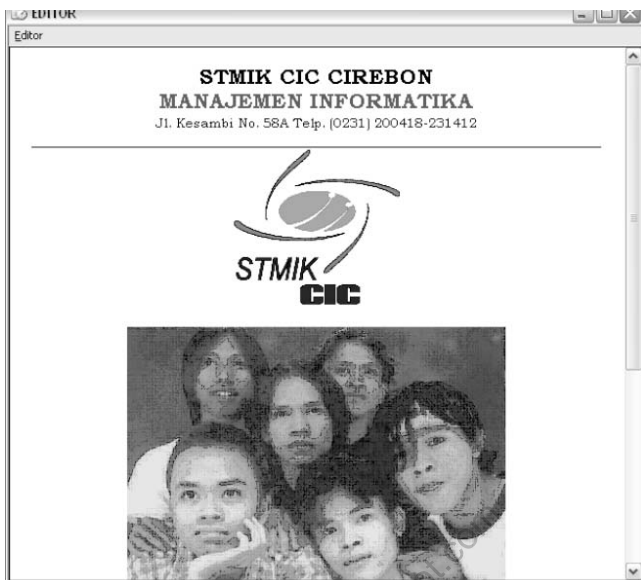 EDITOR
Editor
STMIK CIC CIREBON
MANAJEMEN INFORMATIKA
Jl. Kesambi No. 58A Telp. (0231) 200418-231412
STMIK
CIC